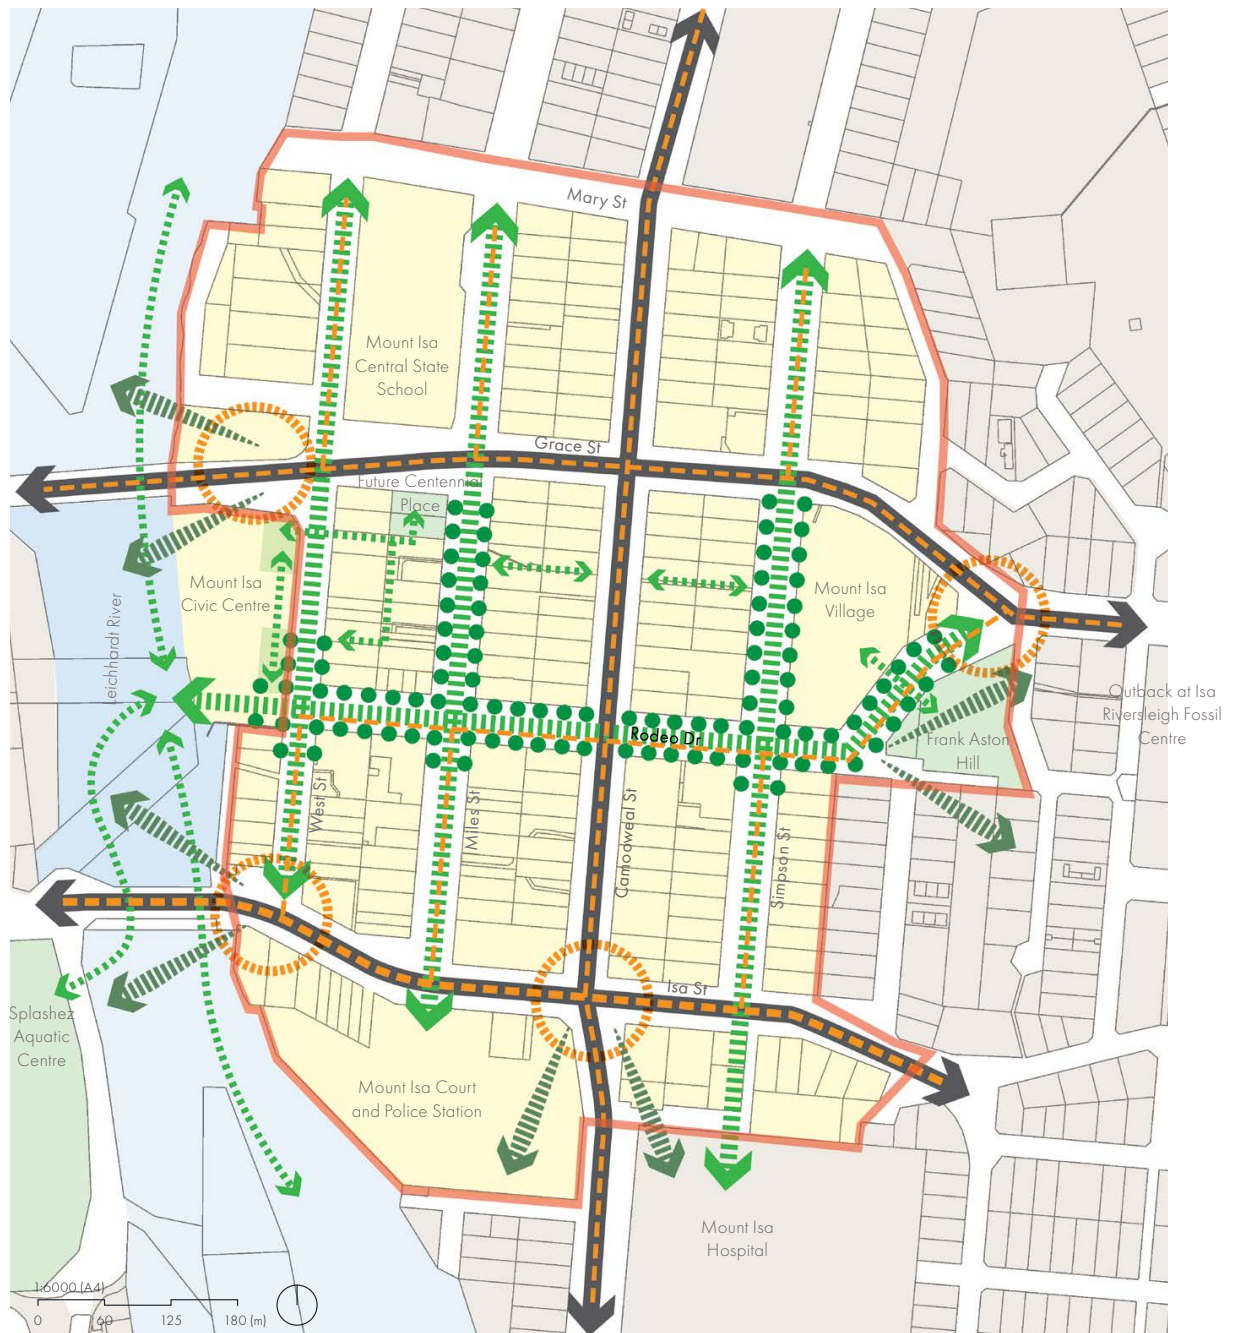 Mary St
Mount Isa
Central State
School
Grace St
Future Centennial
Place
Mount Isa
Civic Centre
Mount Isa
Village
Leichhardt River
Outback at Isa
Riversleigh Fossil
Centre
Rodeo Dr
Frank Aston
Hill
West St
Miles St
Camooweal St
Simpson St
Isa St
Splashez
Aquatic
Centre
Mount Isa Court
and Police Station
Mount Isa
Hospital
1:6000 (A4)
0 60 125 180 (m)